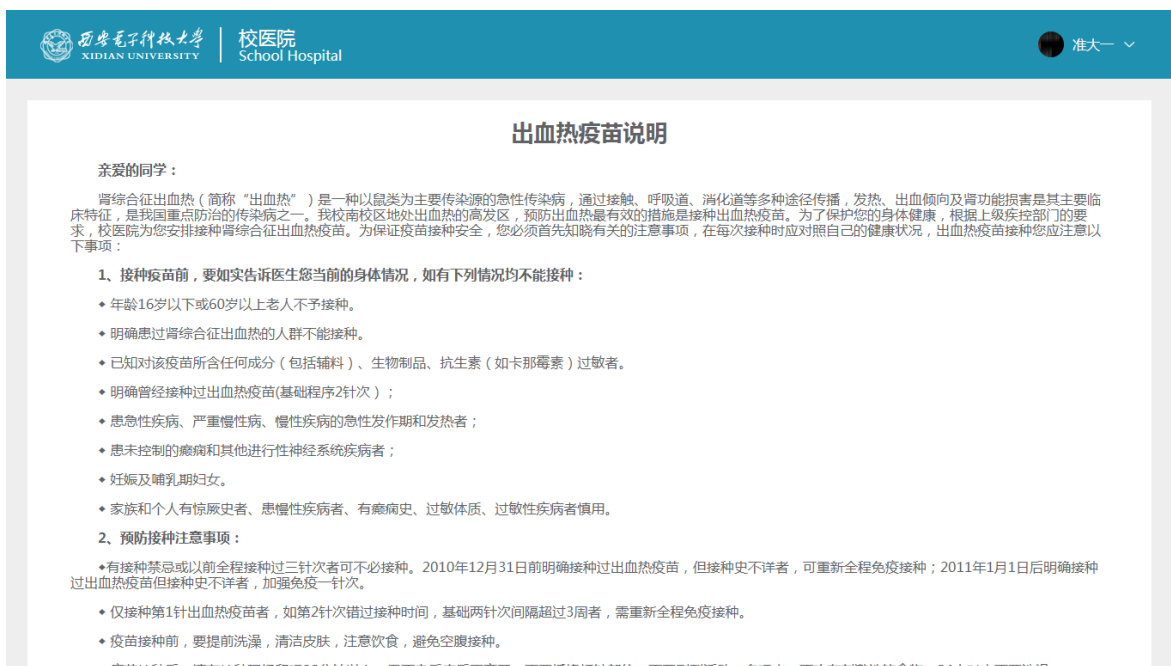 西安电子科技大学
XIDIAN UNIVERSITY
校医院
School Hospital
准大一
出血热疫苗说明
亲爱的同学：
肾综合征出血热（简称“出血热”）是一种以鼠类为主要传染源的急性传染病，通过接触、呼吸道、消化道等多种途径传播，发热、出血倾向及肾功能损害是其主要临
床特征，是我国重点防治的传染病之一。我校南校区地处出血热的高发区，预防出血热最有效的措施是接种出血热疫苗。为了保护您的身体健康，根据上级疾控部门的要
求，校医院为您安排接种肾综合征出血热疫苗。为保证疫苗接种安全，您必须首先知晓有关的注意事项，在每次接种时应对照自己的健康状况，出血热疫苗接种您应注意以
下事项：
1、接种疫苗前，要如实告诉医生您当前的身体情况，如有下列情况均不能接种：
◆ 年龄16岁以下或60岁以上老人不予接种。
◆ 明确患过肾综合征出血热的人群不能接种。
◆ 已知对该疫苗所含任何成分（包括辅料）、生物制品、抗生素（如卡那霉素）过敏者。
◆ 明确曾经接种过出血热疫苗(基础程序2针次）；
◆ 患急性疾病、严重慢性病、慢性疾病的急性发作期和发热者；
◆ 患未控制的癫痫和其他进行性神经系统疾病者；
◆ 妊娠及哺乳期妇女。
◆ 家族和个人有惊厥史者、患慢性疾病者、有癫痫史、过敏体质、过敏性疾病者慎用。
2、预防接种注意事项：
◆有接种禁忌或以前全程接种过三针次者可不必接种。2010年12月31日前明确接种过出血热疫苗，但接种史不详者，可重新全程免疫接种；2011年1月1日后明确接种
过出血热疫苗但接种史不详者，加强免疫一针次。
◆ 仅接种第1针出血热疫苗者，如第2针次错过接种时间，基础两针次间隔超过3周者，需重新全程免疫接种。
◆ 疫苗接种前，要提前洗澡，清洁皮肤，注意饮食，避免空腹接种。